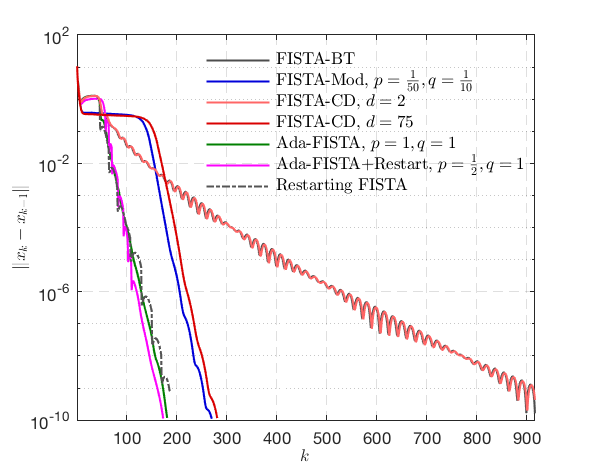 10^2
FISTA-BT
FISTA-Mod, p = 1/50, q = 1/10
FISTA-CD, d = 2
FISTA-CD, d = 75
Ada-FISTA, p = 1, q = 1
Ada-FISTA+Restart, p = 1/2, q = 1
Restarting FISTA
10^-2
||x_k − x_{k−1}||
10^-6
10^-10
100 200 300 400 500 600 700 800 900
k